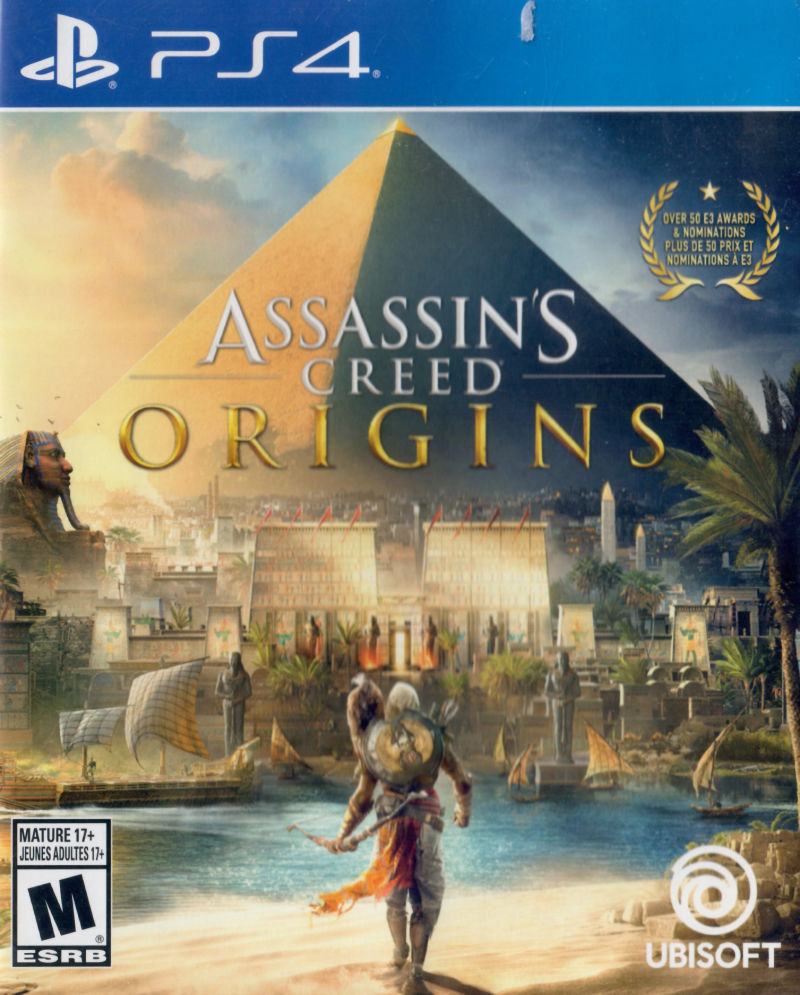 PS4
OVER 50 E3 AWARDS
& NOMINATIONS
PLUS DE 50 PRIX ET
NOMINATIONS À E3
ASSASSIN'S
CREED
ORIGINS
MATURE 17+
JEUNES ADULTES 17+
M
ESRB
UBISOFT